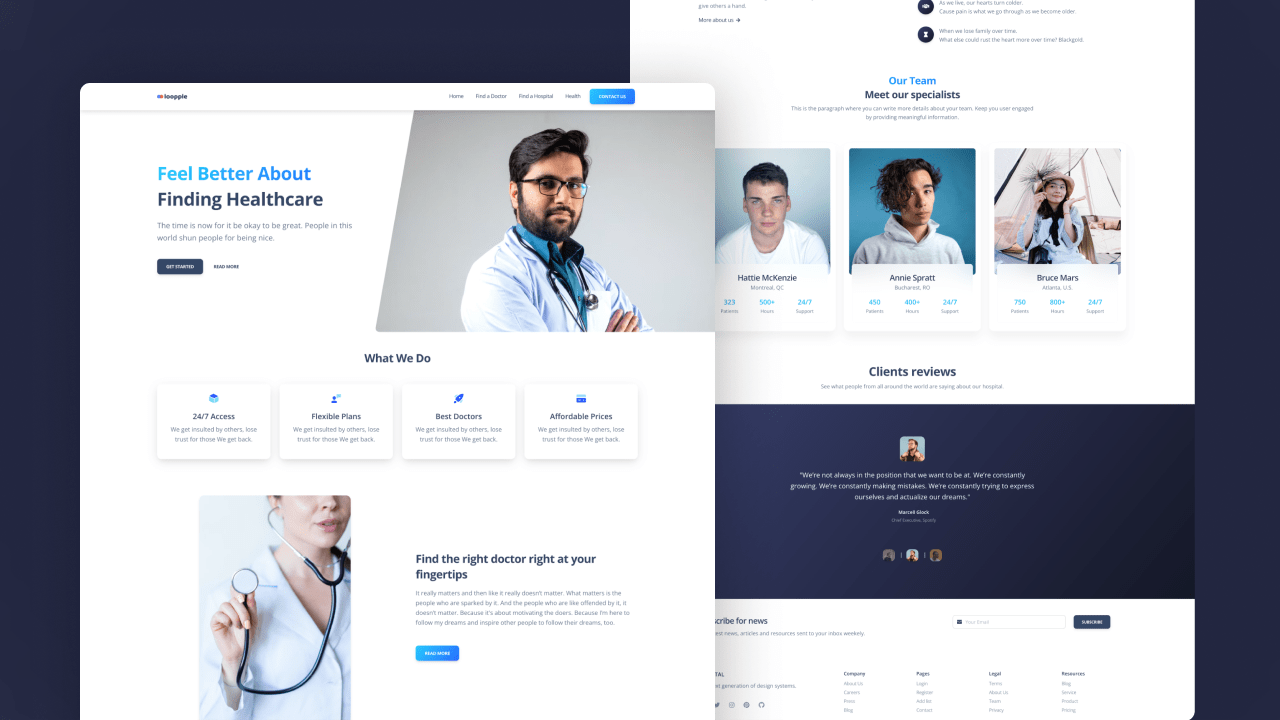 loopple
Home
Find a Doctor
Find a Hospital
Health
CONTACT US
Feel Better About
Finding Healthcare
The time is now for it be okay to be great. People in this
world shun people for being nice.
GET STARTED
READ MORE
What We Do
24/7 Access
We get insulted by others, lose
trust for those We get back.
Flexible Plans
We get insulted by others, lose
trust for those We get back.
Best Doctors
We get insulted by others, lose
trust for those We get back.
Affordable Prices
We get insulted by others, lose
trust for those We get back.
Find the right doctor right at your
fingertips
It really matters and then like it really doesn't matter. What matters is the
people who are sparked by it. And the people who are like offended by it, it
doesn't matter. Because it's about motivating the doers. Because I'm here to
follow my dreams and inspire other people to follow their dreams, too.
READ MORE
give others a hand.
More about us
As we live, our hearts turn colder.
Cause pain is what we go through as we become older.
When we lose family over time.
What else could rust the heart more over time? Blackgold.
Our Team
Meet our specialists
This is the paragraph where you can write more details about your team. Keep you user engaged
by providing meaningful information.
Hattie McKenzie
Montreal, QC
323
Patients
500+
Hours
24/7
Support
Annie Spratt
Bucharest, RO
450
Patients
400+
Hours
24/7
Support
Bruce Mars
Atlanta, U.S.
750
Patients
800+
Hours
24/7
Support
Clients reviews
See what people from all around the world are saying about our hospital
"We're not always in the position that we want to be at. We're constantly
growing. We're constantly making mistakes. We're constantly trying to express
ourselves and actualize our dreams."
Marcell Glock
Chief Executive, Spotify
scribe for news
est news, articles and resources sent to your inbox weekely.
Your Email
SUBSCRIBE
TAL
xt generation of design systems.
Company
About Us
Careers
Press
Blog
Pages
Login
Register
Add list
Contact
Legal
Terms
About Us
Team
Privacy
Resources
Blog
Service
Product
Pricing